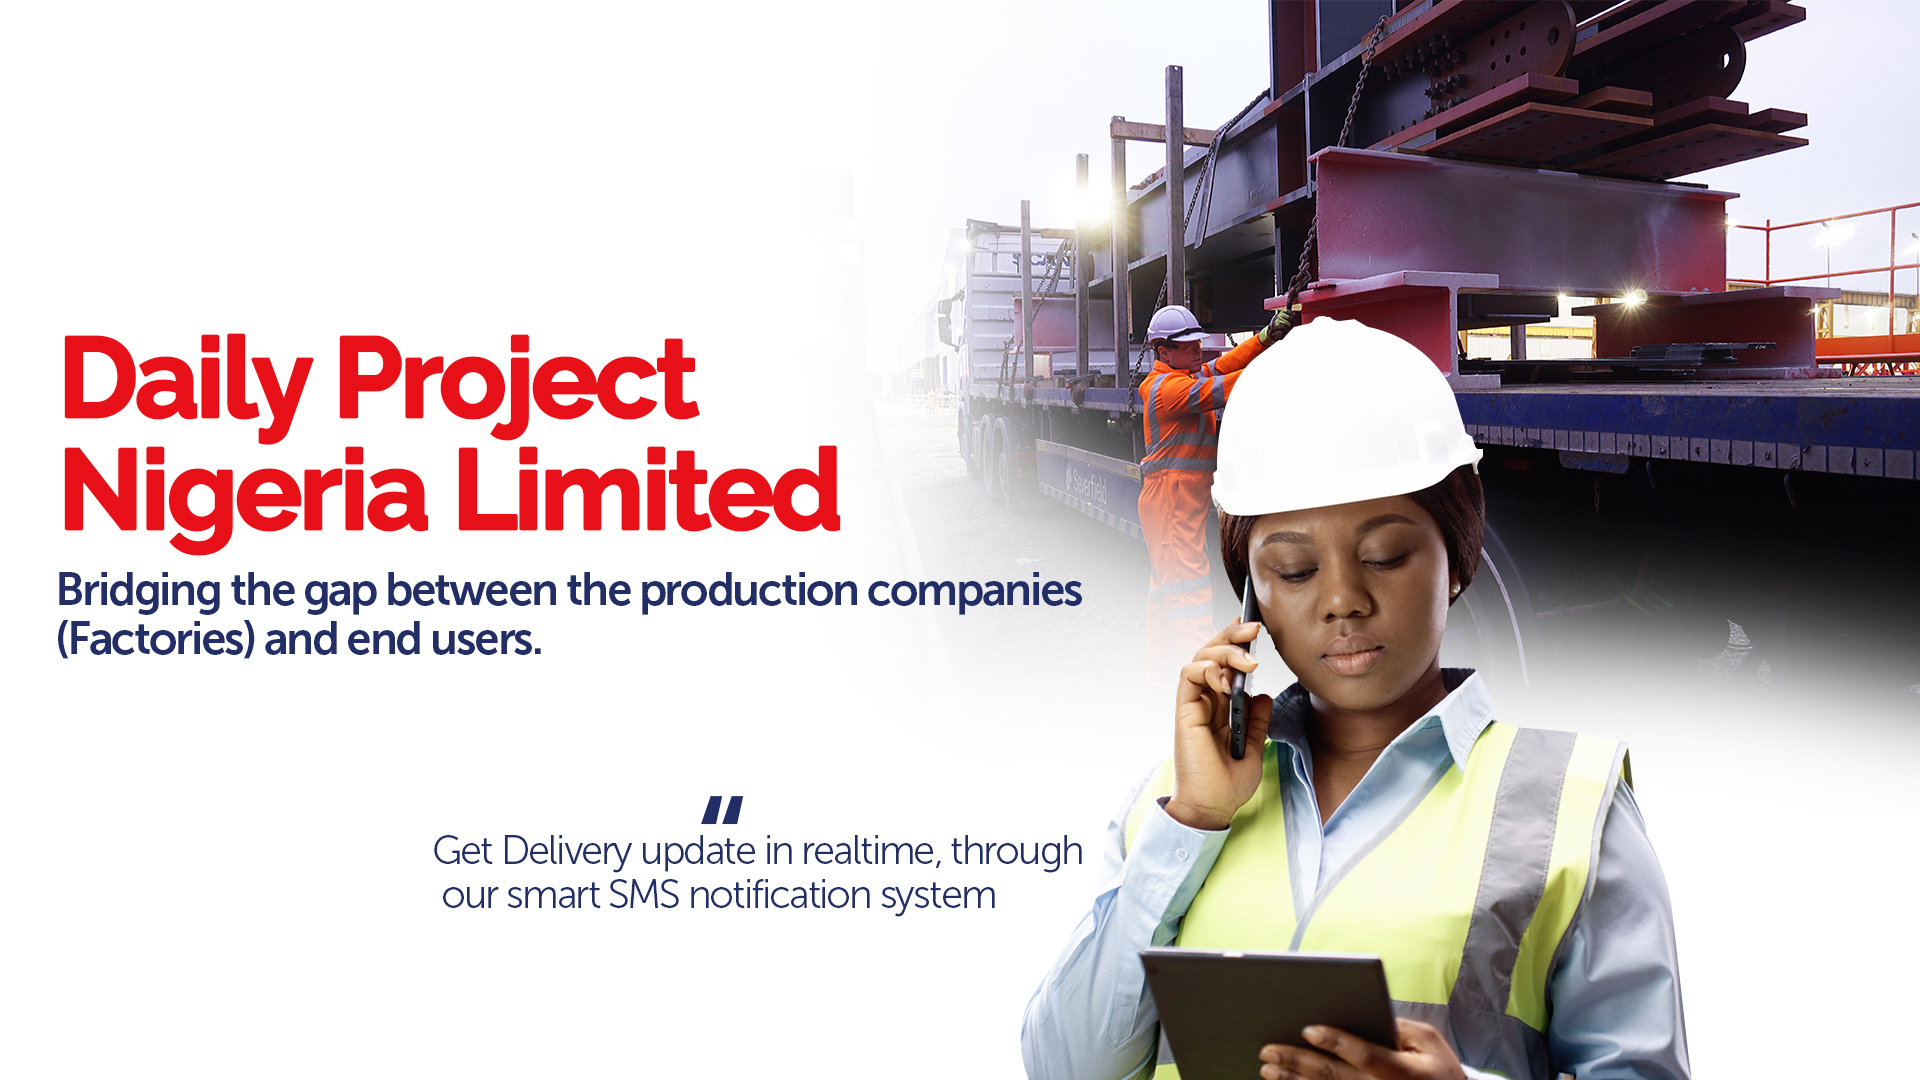 Daily Project
Nigeria Limited
Bridging the gap between the production companies
(Factories) and end users.
"
Get Delivery update in realtime, through
our smart SMS notification system
Severfield